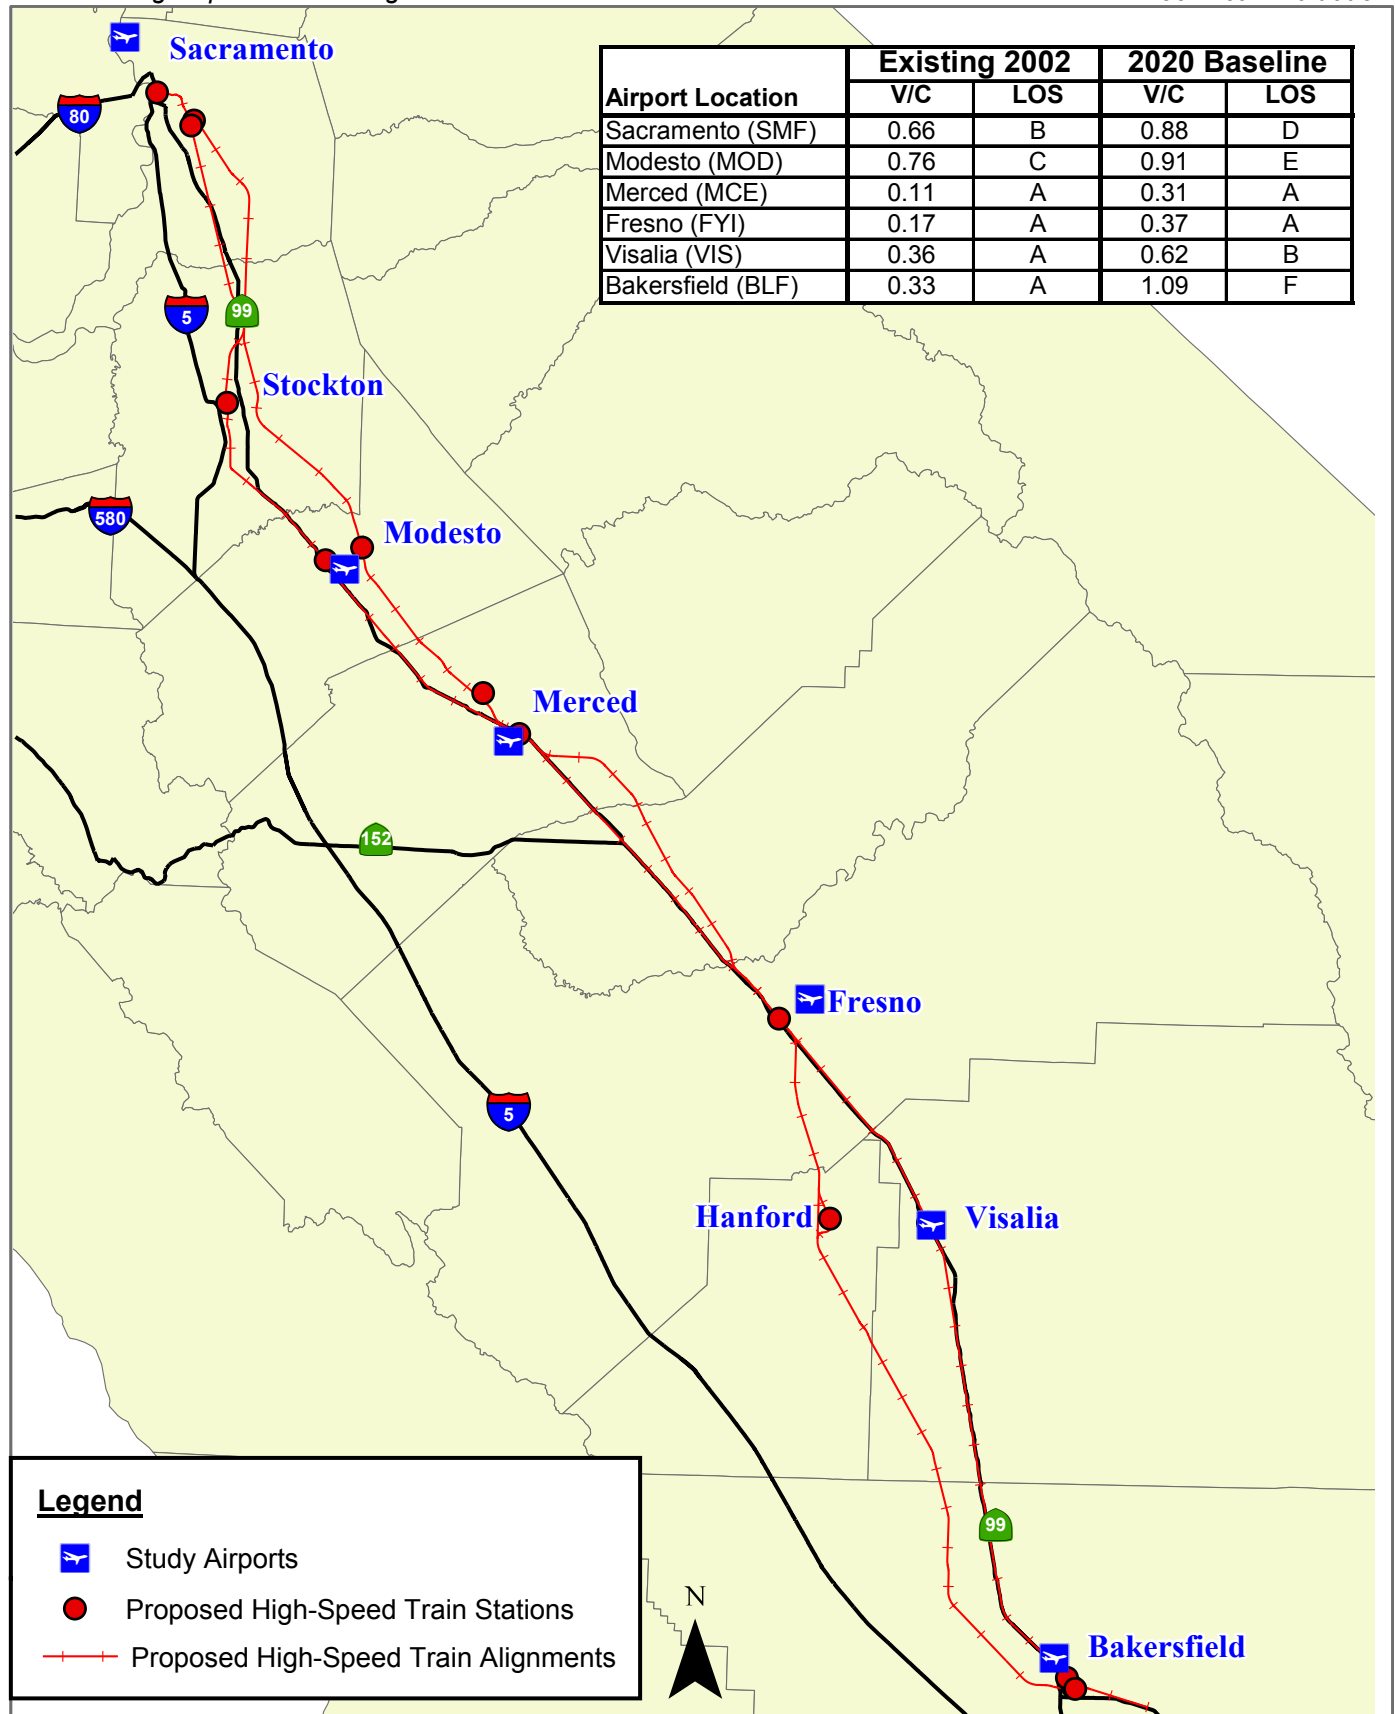 Sacramento
Existing 2002 2020 Baseline
Airport Location V/C LOS V/C LOS
Sacramento (SMF) 0.66 B 0.88 D
Modesto (MOD) 0.76 C 0.91 E
Merced (MCE) 0.11 A 0.31 A
Fresno (FYI) 0.17 A 0.37 A
Visalia (VIS) 0.36 A 0.62 B
Bakersfield (BLF) 0.33 A 1.09 F
80
5
99
Stockton
580
Modesto
Merced
152
Fresno
5
Hanford
Visalia
99
Legend
Study Airports
Proposed High-Speed Train Stations
Proposed High-Speed Train Alignments
N
Bakersfield